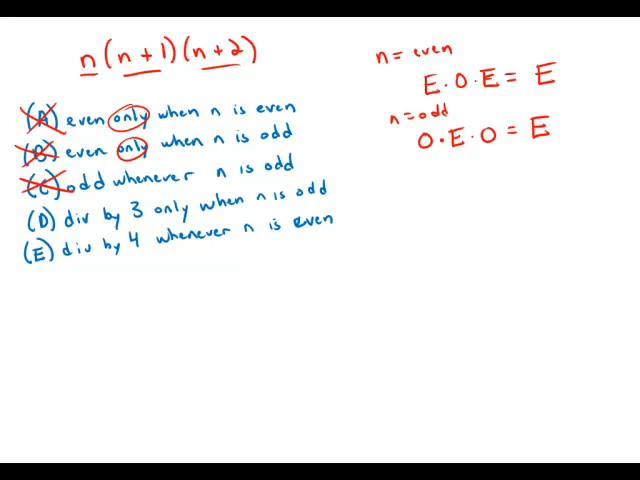 n(n+1)(n+2)
(A) even only when n is even
(B) even only when n is odd
(C) odd whenever n is odd
(D) div by 3 only when n is odd
(E) div by 4 whenever n is even
n = even
E · O · E = E
n = odd
O · E · O = E